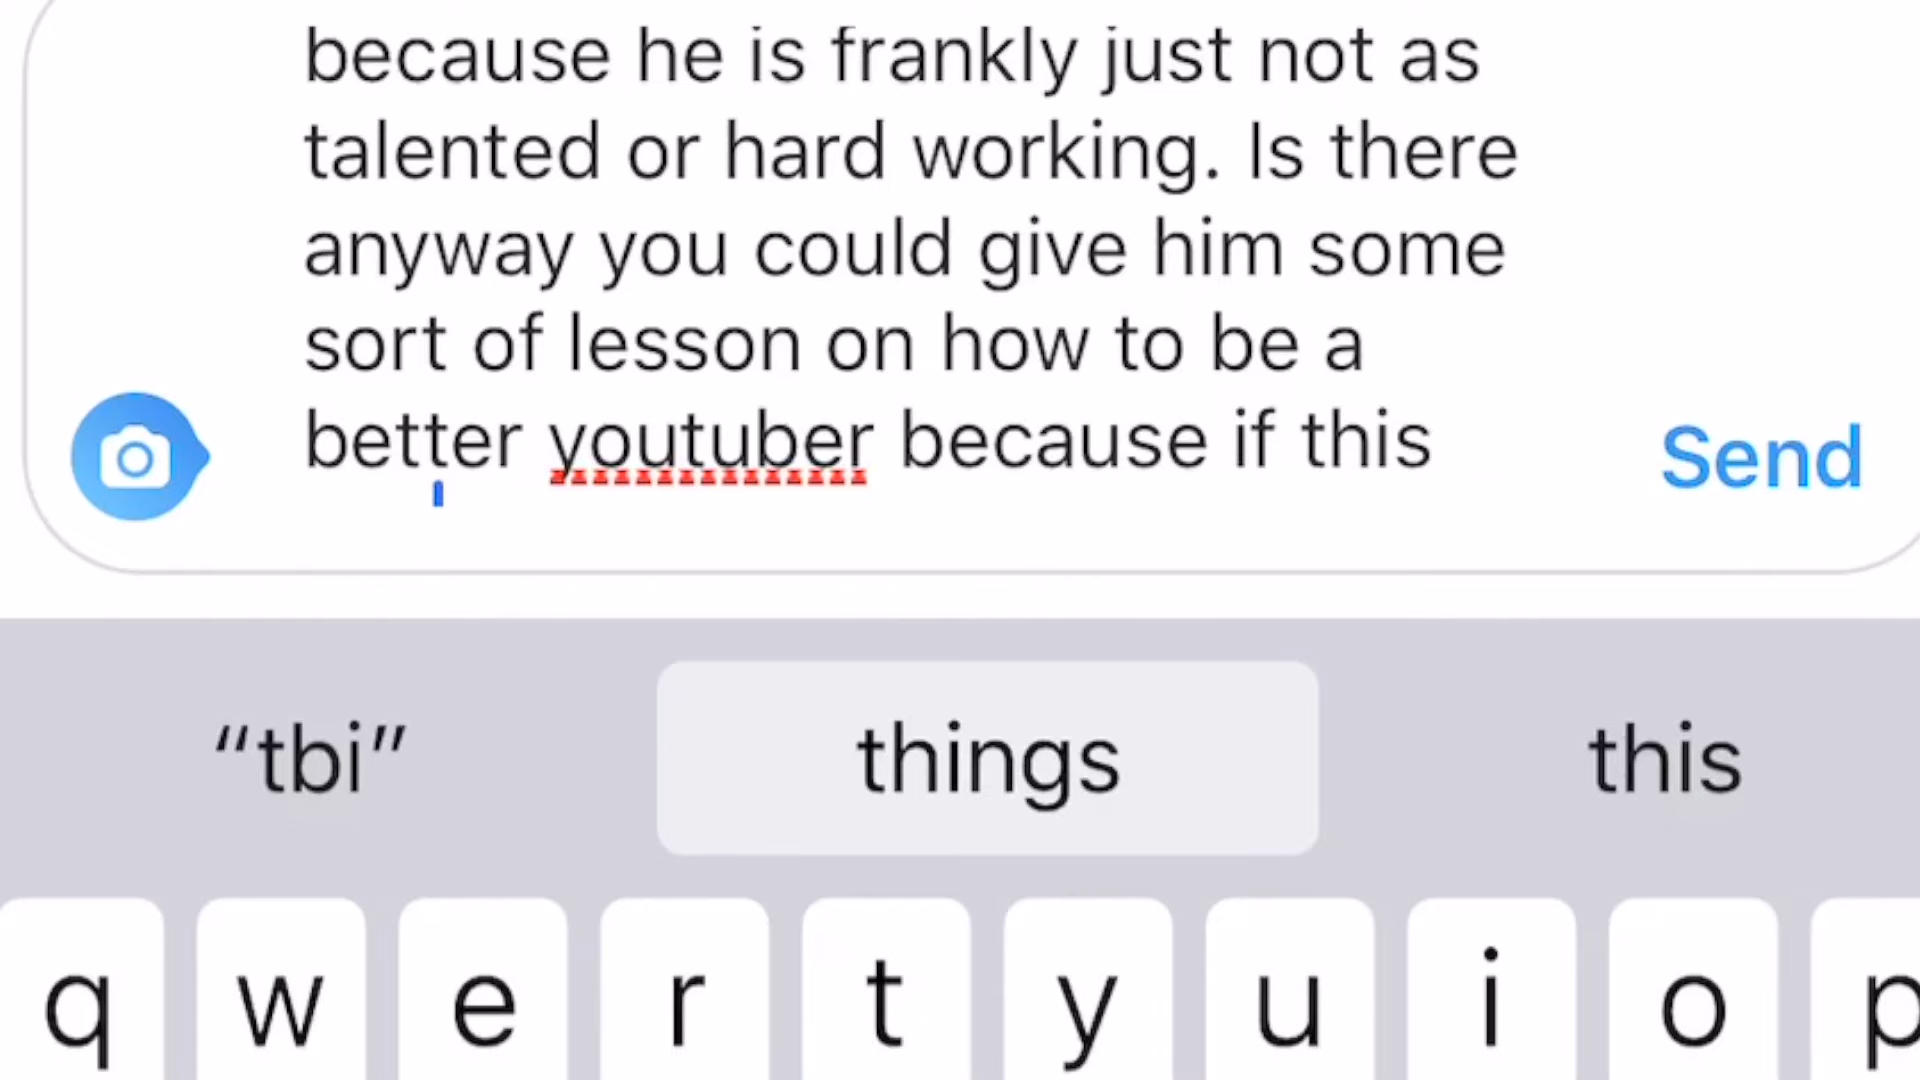 because he is frankly just not as
talented or hard working. Is there
anyway you could give him some
sort of lesson on how to be a
better youtuber because if this
Send
“tbi” things this
q w e r t y u i o p